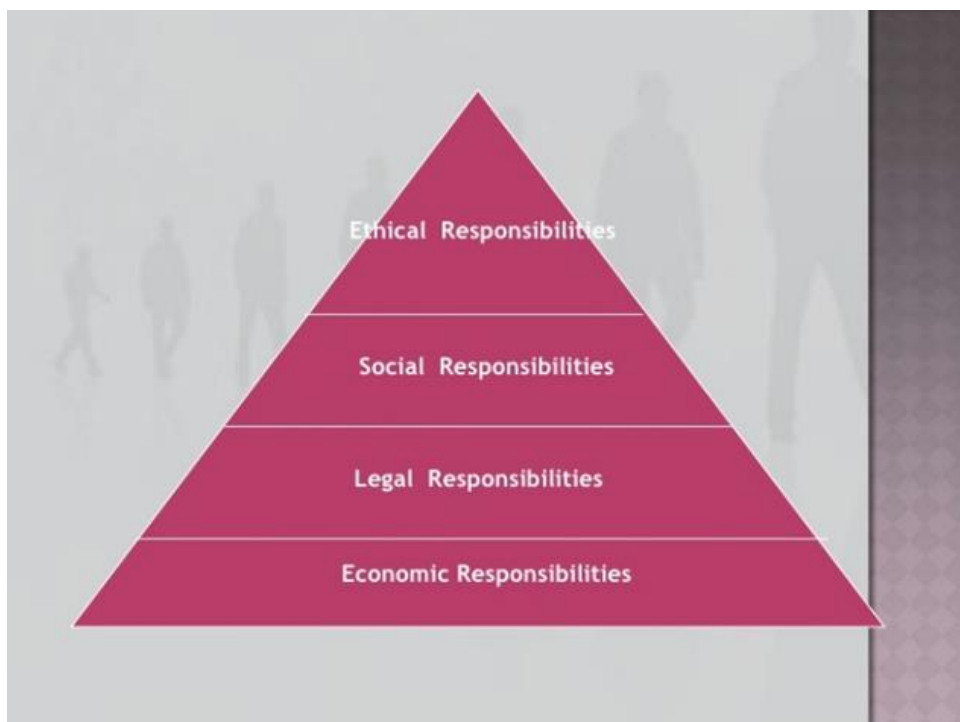 Ethical Responsibilities
Social Responsibilities
Legal Responsibilities
Economic Responsibilities